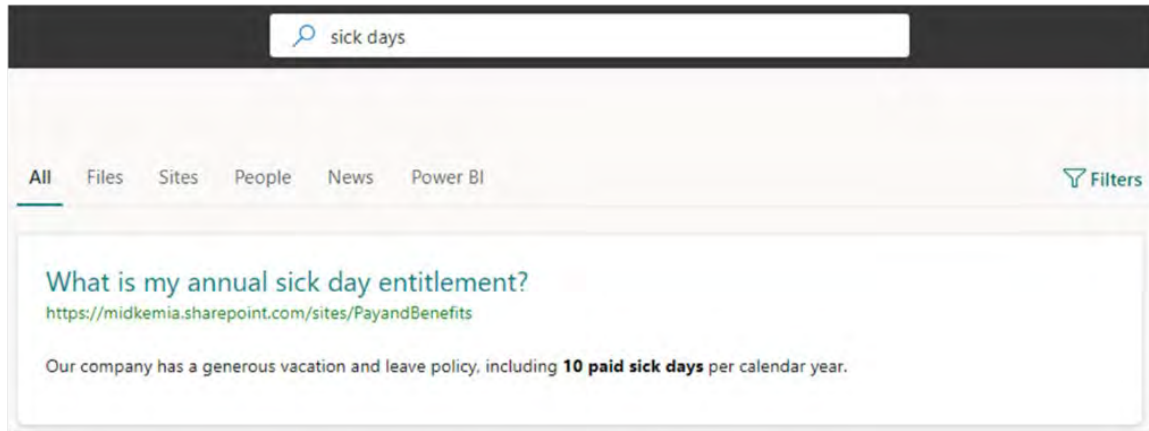 sick days
All Files Sites People News Power BI Filters
What is my annual sick day entitlement?
https://midkemia.sharepoint.com/sites/PayandBenefits
Our company has a generous vacation and leave policy, including 10 paid sick days per calendar year.